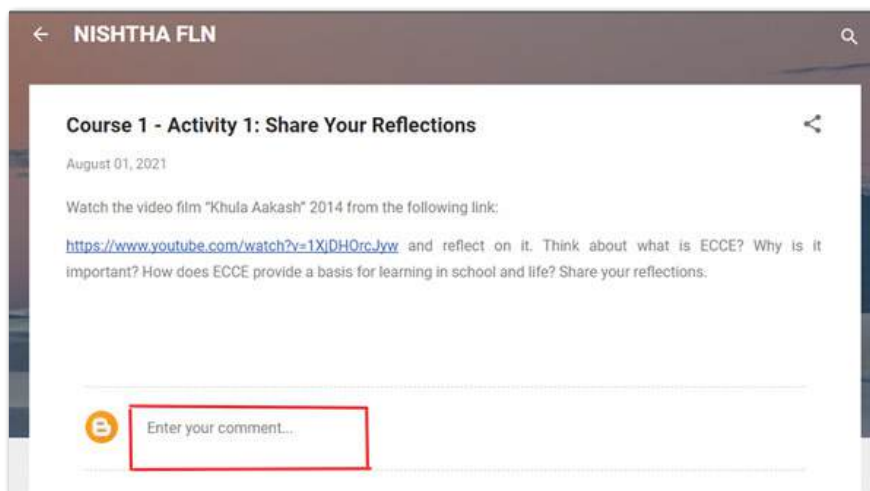 NISHTHA FLN
Course 1 - Activity 1: Share Your Reflections
August 01, 2021
Watch the video film "Khula Aakash" 2014 from the following link:
https://www.youtube.com/watch?v=1XjDHOrcJyw and reflect on it. Think about what is ECCE? Why is it
important? How does ECCE provide a basis for learning in school and life? Share your reflections.
Enter your comment...